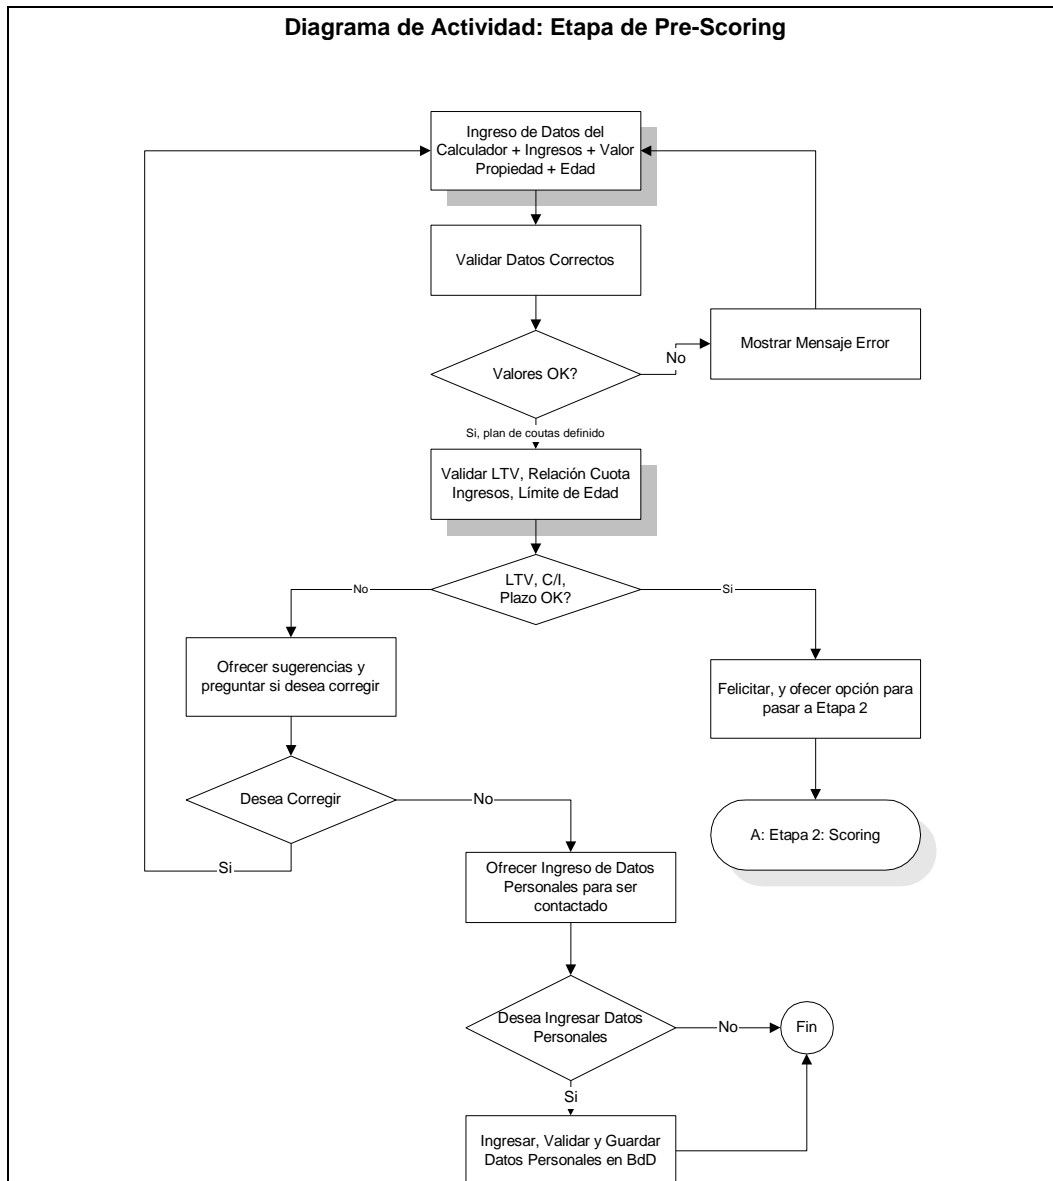 Diagrama de Actividad: Etapa de Pre-Scoring
Ingreso de Datos del
Calculador + Ingresos + Valor
Propiedad + Edad
Validar Datos Correctos
Mostrar Mensaje Error
No
Valores OK?
Si, plan de coutas definido
Validar LTV, Relación Cuota
Ingresos, Límite de Edad
LTV, C/I,
Plazo OK?
No
Si
Ofrecer sugerencias y
preguntar si desea corregir
Felicitar, y ofecer opción para
pasar a Etapa 2
Desea Corregir
No
A: Etapa 2: Scoring
Si
Ofrecer Ingreso de Datos
Personales para ser
contactado
Desea Ingresar Datos
Personales
No
Fin
Si
Ingresar, Validar y Guardar
Datos Personales en BdD